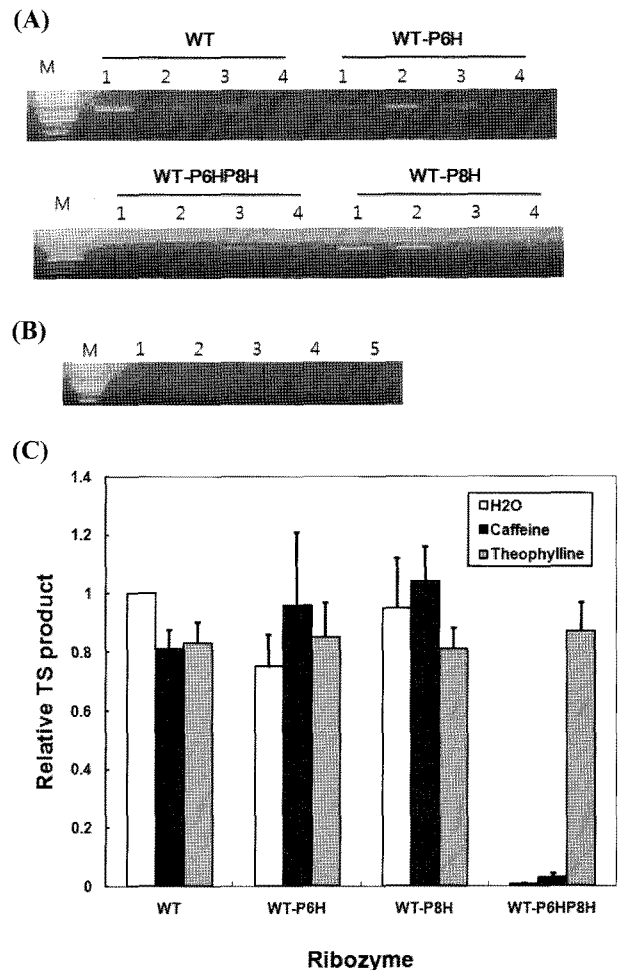 (A)
WT WT-P6H
M 1 2 3 4 1 2 3 4
WT-P6HP8H WT-P8H
M 1 2 3 4 1 2 3 4
(B)
M 1 2 3 4 5
(C)
1.4
1.2
1
0.8
0.6
0.4
0.2
0
Relative TS product
H2O
Caffeine
Theophylline
WT WT-P6H WT-P8H WT-P6HP8H
Ribozyme